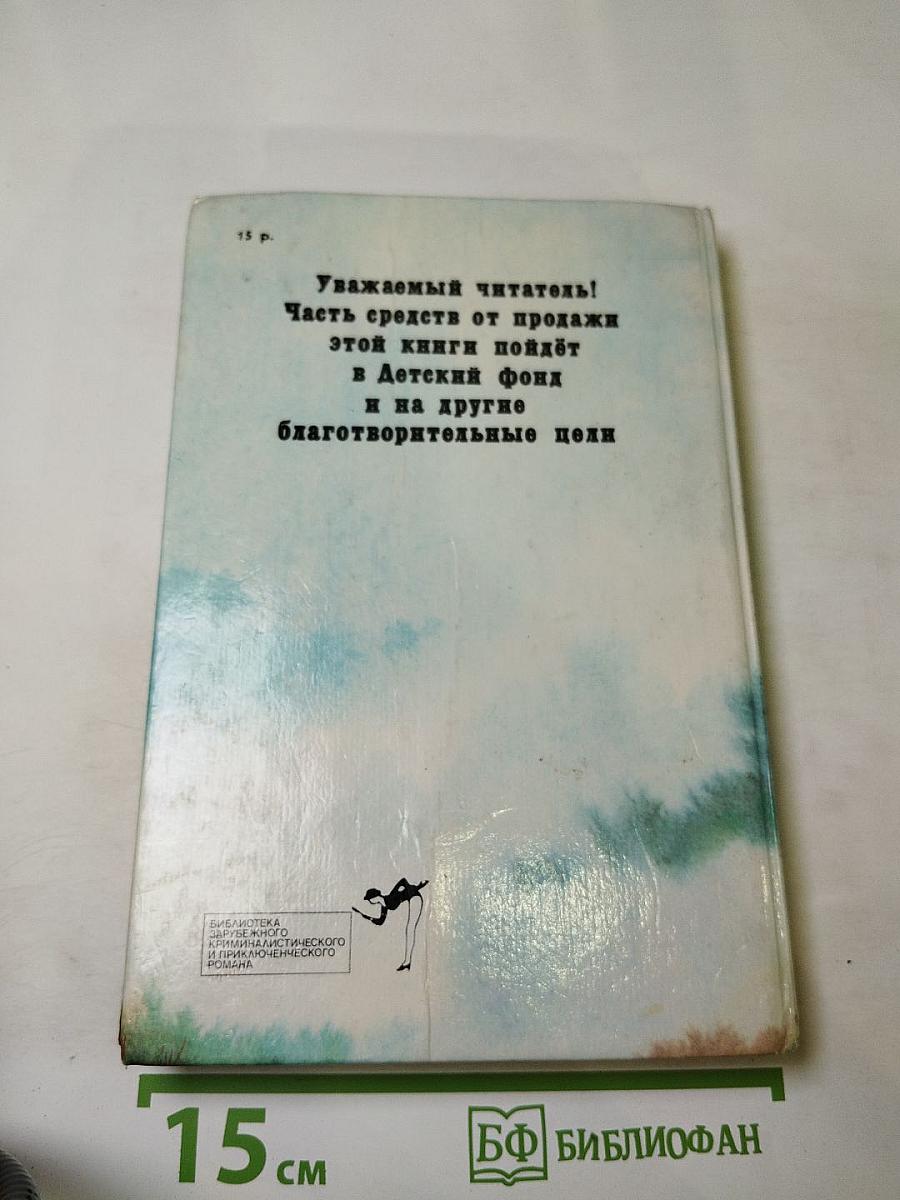 15 р.
Уважаемый читатель!
Часть средств от продажи
этой книги пойдёт
в Детский фонд
и на другие
благотворительные цели
БИБЛИОТЕКА
ЗАРУБЕЖНОГО
КРИМИНАЛИСТИЧЕСКОГО
И ПРИКЛЮЧЕНЧЕСКОГО
РОМАНА
15 см
БФ БИБЛИОФАН